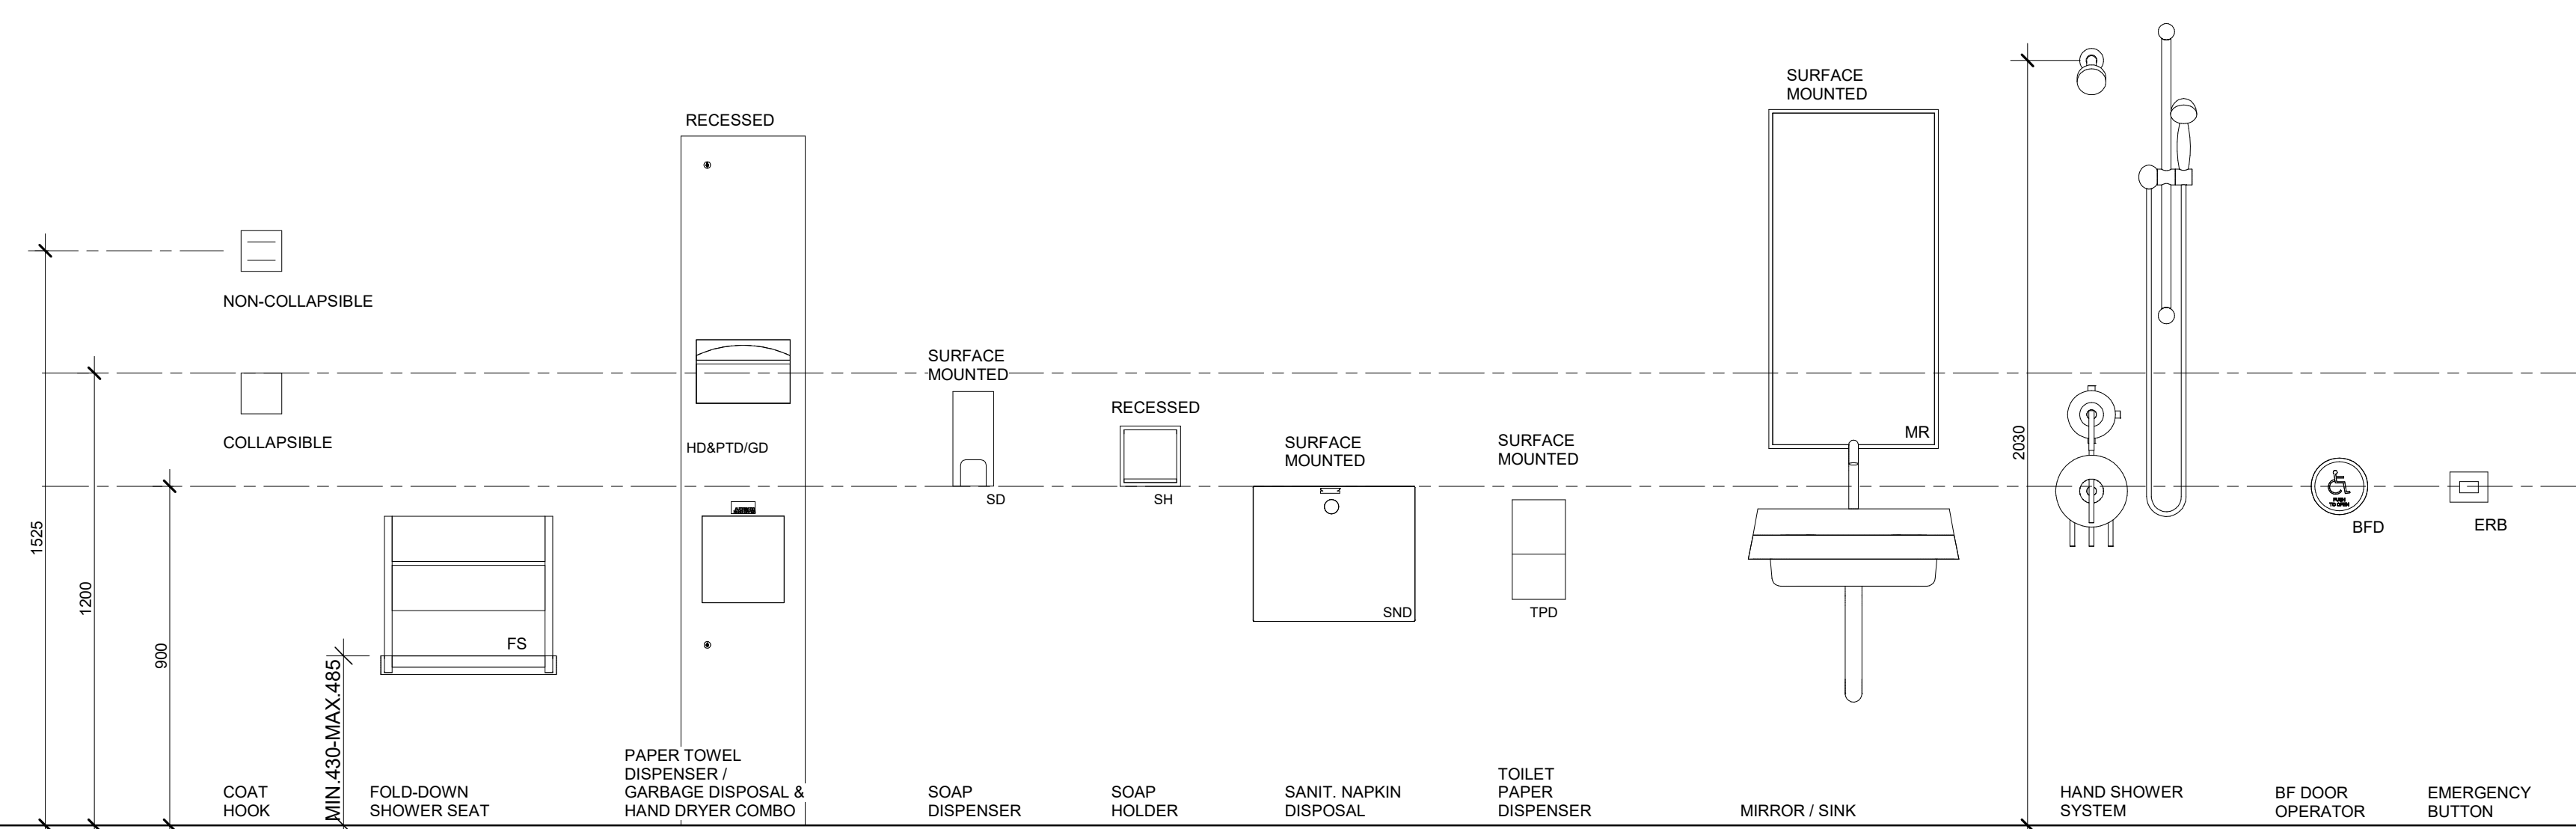 SURFACE
MOUNTED
RECESSED
NON-COLLAPSIBLE
SURFACE
MOUNTED
RECESSED
COLLAPSIBLE
HD&PTD/GD
SURFACE
MOUNTED
SURFACE
MOUNTED
MR
2030
SD
SH
PUSH
TO OPEN
BFD
ERB
1525
1200
900
MIN.430-MAX.485
FS
SND
TPD
COAT
HOOK
FOLD-DOWN
SHOWER SEAT
PAPER TOWEL
DISPENSER /
GARBAGE DISPOSAL &
HAND DRYER COMBO
SOAP
DISPENSER
SOAP
HOLDER
SANIT. NAPKIN
DISPOSAL
TOILET
PAPER
DISPENSER
MIRROR / SINK
HAND SHOWER
SYSTEM
BF DOOR
OPERATOR
EMERGENCY
BUTTON